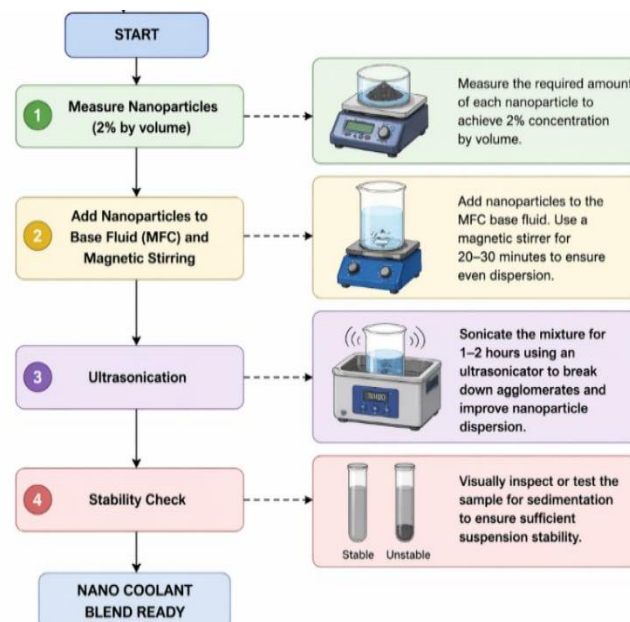 START
1
Measure Nanoparticles
(2% by volume)
Measure the required amount
of each nanoparticle to
achieve 2% concentration
by volume.
2
Add Nanoparticles to
Base Fluid (MFC) and
Magnetic Stirring
Add nanoparticles to the
MFC base fluid. Use a
magnetic stirrer for
20–30 minutes to ensure
even dispersion.
3
Ultrasonication
Sonicate the mixture for
1–2 hours using an
ultrasonicator to break
down agglomerates and
improve nanoparticle
dispersion.
4
Stability Check
Stable
Unstable
Visually inspect or test the
sample for sedimentation
to ensure sufficient
suspension stability.
NANO COOLANT
BLEND READY